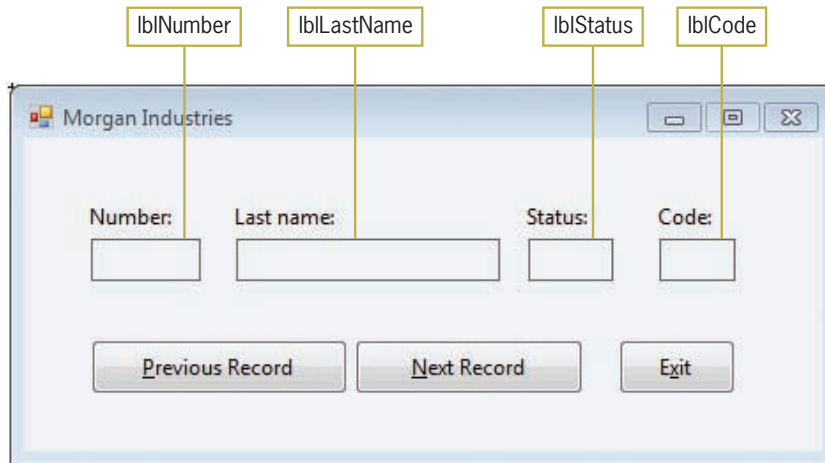 lblNumber lblLastName lblStatus lblCode
Morgan Industries
Number: Last name: Status: Code:
Previous Record Next Record Exit